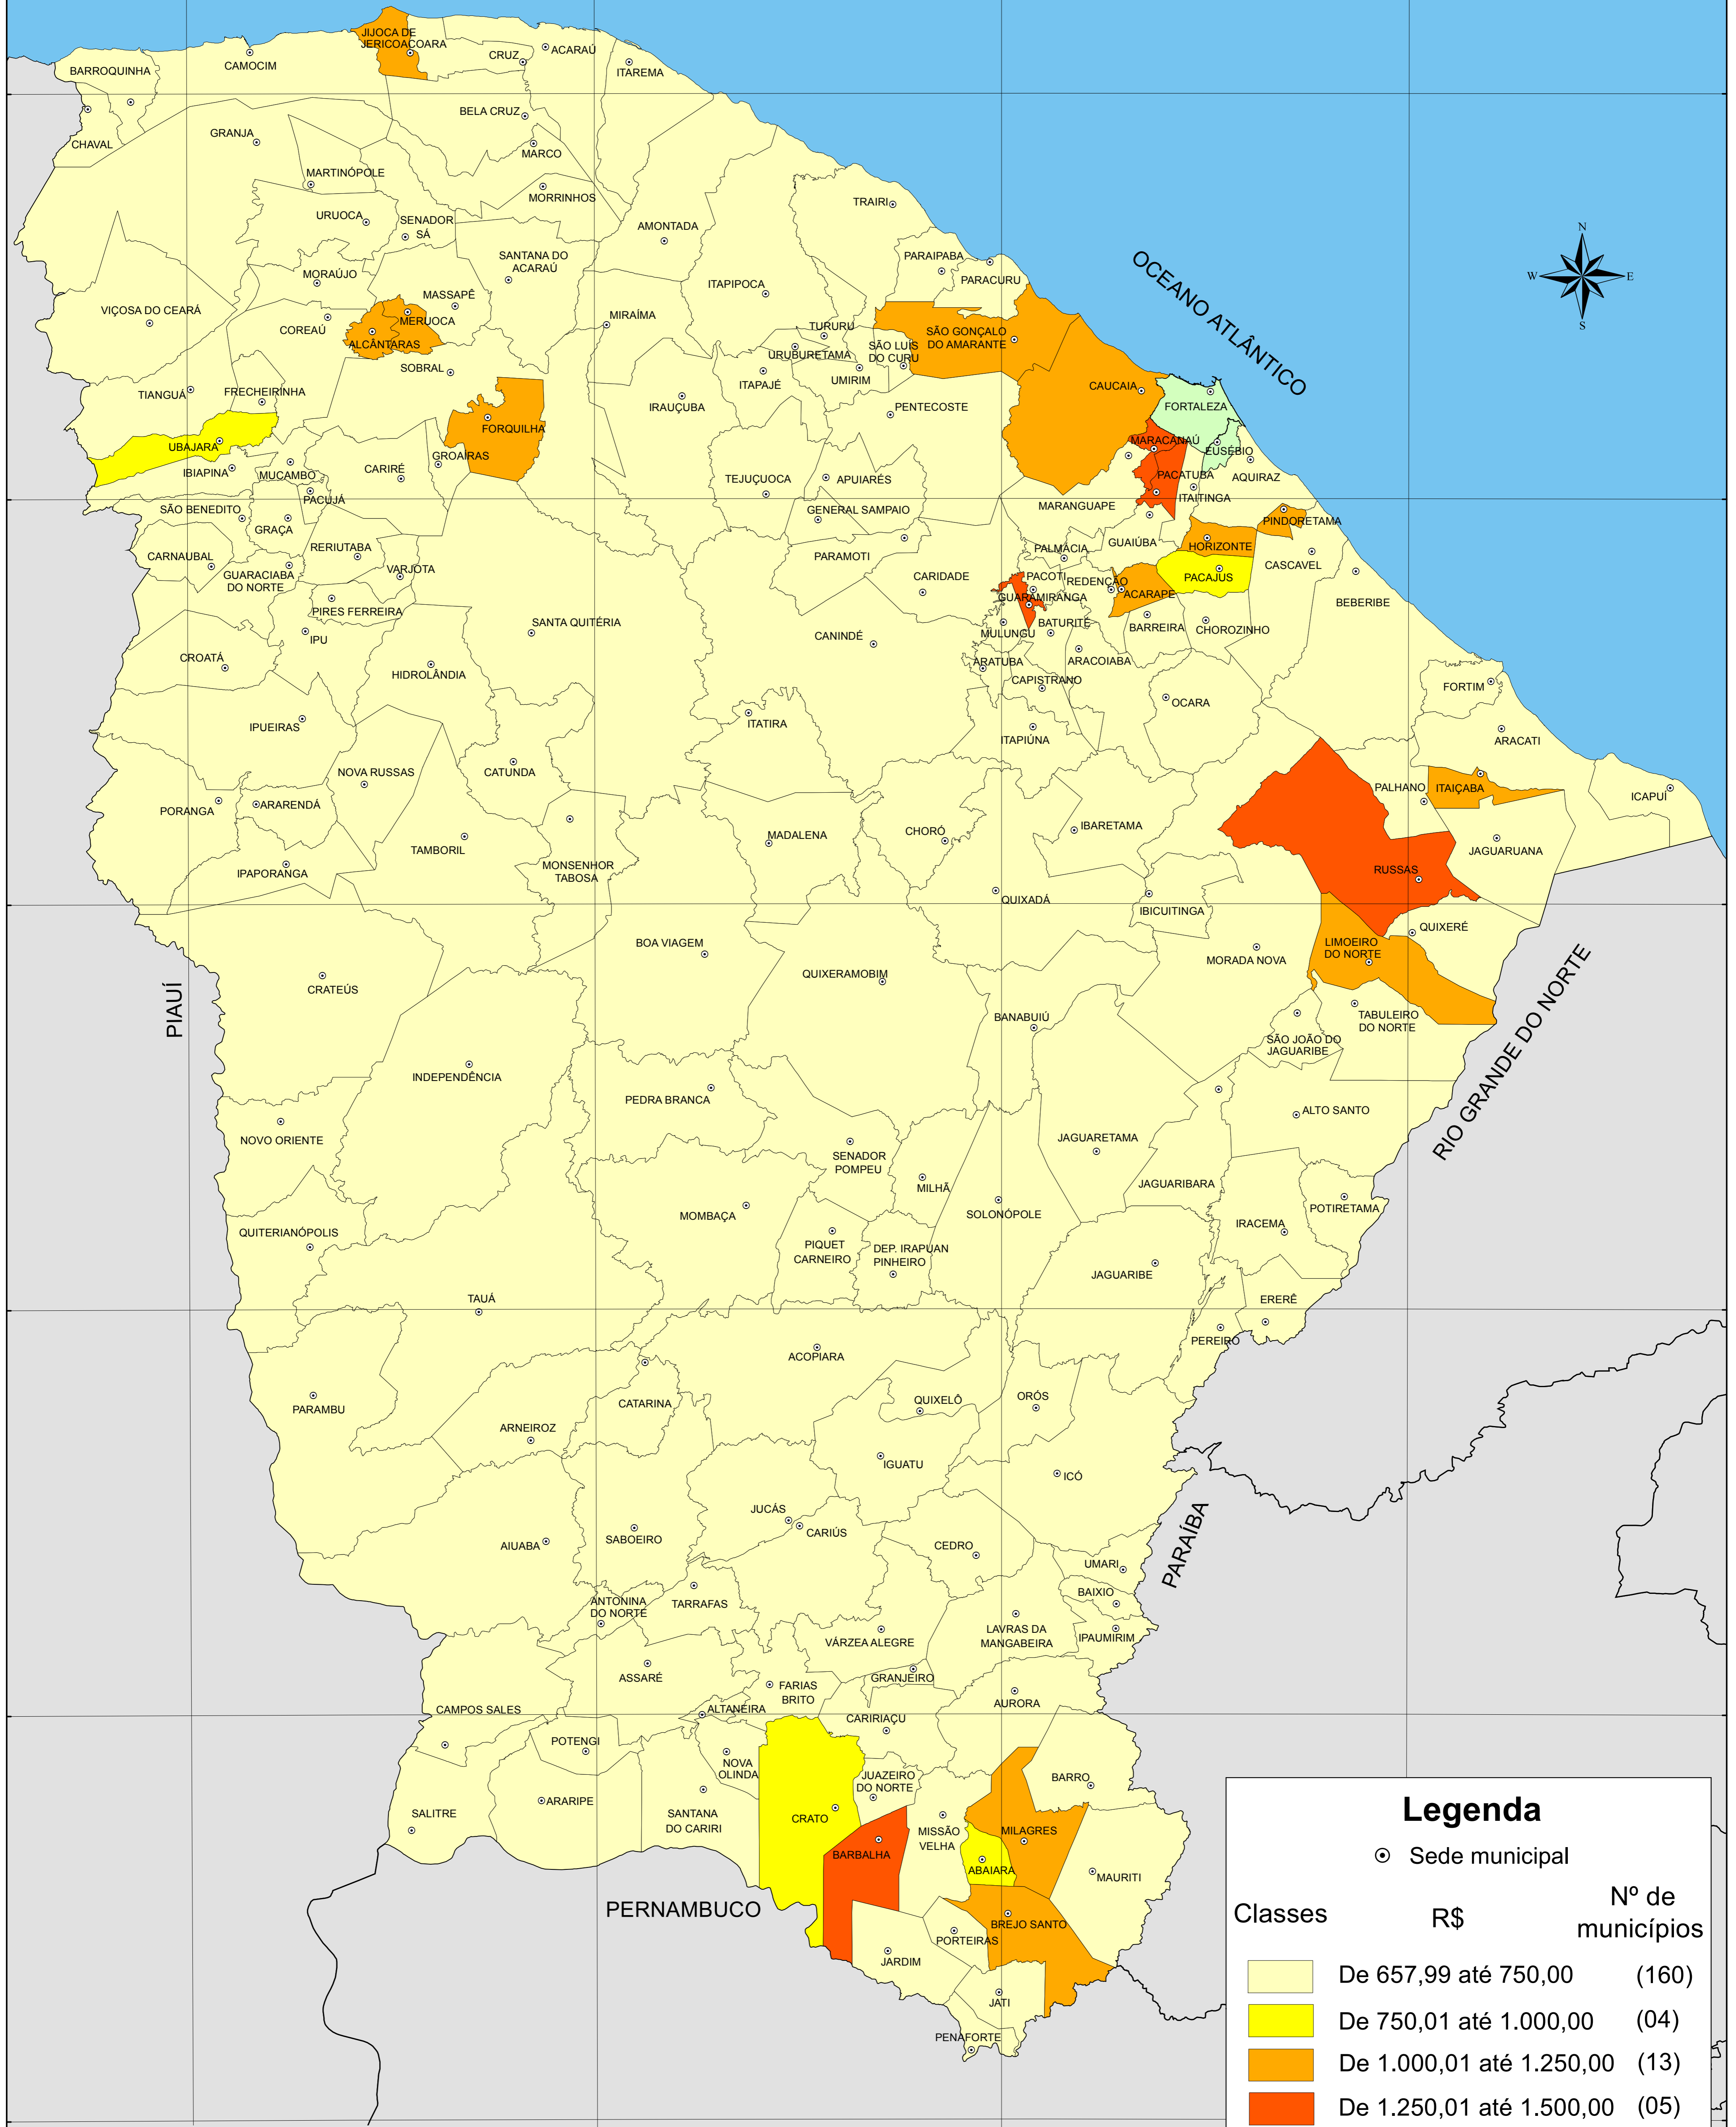 JIJOCA DE
JERICOACOARA
CRUZ
ACARAÚ
ITAREMA
BARROQUINHA
CAMOCIM
BELA CRUZ
CHAVAL
GRANJA
MARCO
MARTINÓPOLE
MORRINHOS
TRAIRI
URUOCA
SENADOR
SÁ
AMONTADA
N
W
E
S
OCEANO ATLÂNTICO
SANTANA DO
ACARAÚ
PARAIPABA
PARACURU
MORAÚJO
MASSAPÊ
ITAPIPOCA
VIÇOSA DO CEARÁ
MERUOCA
MIRAÍMA
COREAÚ
TURURU
SÃO GONÇALO
DO AMARANTE
ALCÂNTARAS
SÃO LUIS
DO CURU
URUBURETAMA
SOBRAL
UMIRIM
ITAPAJÉ
CAUCAIA
TIANGUÁ
FRECHEIRINHA
IRAUÇUBA
PENTECOSTE
FORTALEZA
FORQUILHA
UBAJARA
MARACANAÚ
EUSÉBIO
GROAÍRAS
IBIAPINA
MUCAMBO
CARIRÉ
TEJUÇUOCA
APUIARÉS
PACATUBA
AQUIRAZ
PACUJÁ
ITAITINGA
MARANGUAPE
SÃO BENEDITO
GENERAL SAMPAIO
PINDORETAMA
GRAÇA
CARNAUBAL
RERIUTABA
PARAMOTI
PALMÁCIA
GUAIÚBA
HORIZONTE
CASCAVEL
GUARACIABA
DO NORTE
VARJOTA
CARIDADE
PACOTI
REDENÇÃO
PACAJUS
GUARAMIRANGA
ACARAPE
BEBERIBE
PIRES FERREIRA
SANTA QUITÉRIA
BATURITÉ
MULUNGU
BARREIRA
CHOROZINHO
IPU
CANINDÉ
CROATÁ
ARATUBA
ARACOIABA
HIDROLÂNDIA
CAPISTRANO
FORTIM
OCARA
IPUEIRAS
ITATIRA
ITAPIÚNA
ARACATI
NOVA RUSSAS
CATUNDA
PALHANO
ITAIÇABA
ICAPUÍ
PORANGA
ARARENDÁ
MADALENA
CHORÓ
IBARETAMA
TAMBORIL
JAGUARUANA
MONSENHOR
TABOSA
IPAPORANGA
RUSSAS
QUIXADÁ
IBICUITINGA
QUIXERÉ
BOA VIAGEM
LIMOEIRO
DO NORTE
QUIXERAMOBIM
MORADA NOVA
CRATEÚS
PIAUÍ
BANABUIÚ
TABULEIRO
DO NORTE
SÃO JOÃO DO
JAGUARIBE
RIO GRANDE DO NORTE
INDEPENDÊNCIA
PEDRA BRANCA
ALTO SANTO
NOVO ORIENTE
JAGUARETAMA
SENADOR
POMPEU
JAGUARIBARA
MILHÃ
POTIRETAMA
MOMBAÇA
SOLONÓPOLE
IRACEMA
QUITERIANÓPOLIS
PIQUET
CARNEIRO
DEP. IRAPUAN
PINHEIRO
JAGUARIBE
TAUÁ
ERERÊ
PEREIRO
ACOPIARA
PARAMBU
CATARINA
QUIXELÔ
ORÓS
ARNEIROZ
IGUATU
ICÓ
JUCÁS
CARIÚS
AIUABA
SABOEIRO
CEDRO
PARAÍBA
UMARI
BAIXIO
ANTONINA
DO NORTE
TARRAFAS
LAVRAS DA
MANGABEIRA
IPAUMIRIM
VÁRZEA ALEGRE
ASSARÉ
GRANJEIRO
FARIAS
BRITO
AURORA
CAMPOS SALES
ALTANEIRA
CARIRIAÇU
POTENGI
NOVA
OLINDA
JUAZEIRO
DO NORTE
BARRO
ARARIPE
SALITRE
SANTANA
DO CARIRI
CRATO
MISSÃO
VELHA
MILAGRES
BARBALHA
ABAIARA
MAURITI
PERNAMBUCO
BREJO SANTO
PORTEIRAS
JARDIM
JATI
PENAFORTE
Legenda
Sede municipal
Classes R$ Nº de
municípios
De 657,99 até 750,00 (160)
De 750,01 até 1.000,00 (04)
De 1.000,01 até 1.250,00 (13)
De 1.250,01 até 1.500,00 (05)